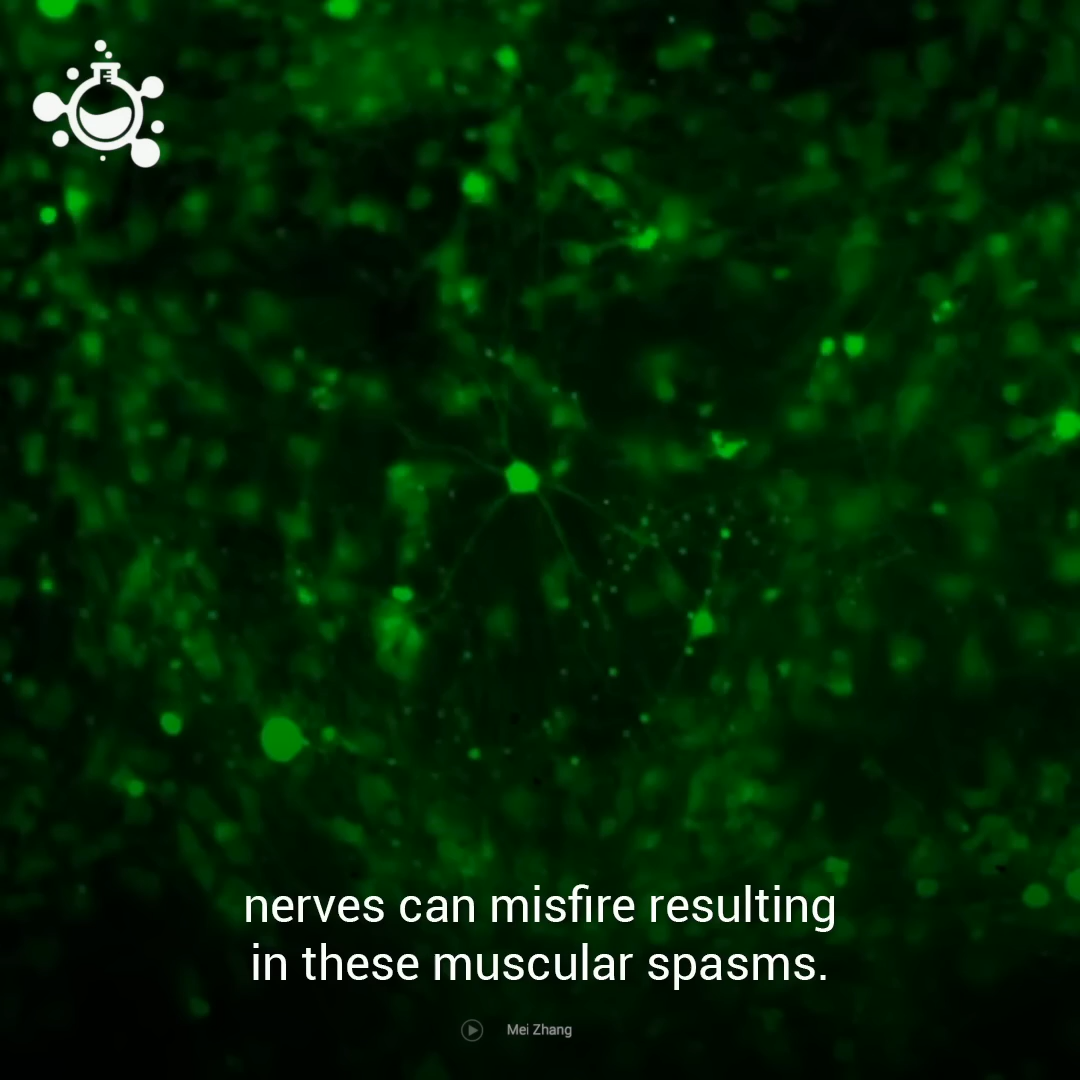 nerves can misfire resulting
in these muscular spasms.
Mei Zhang